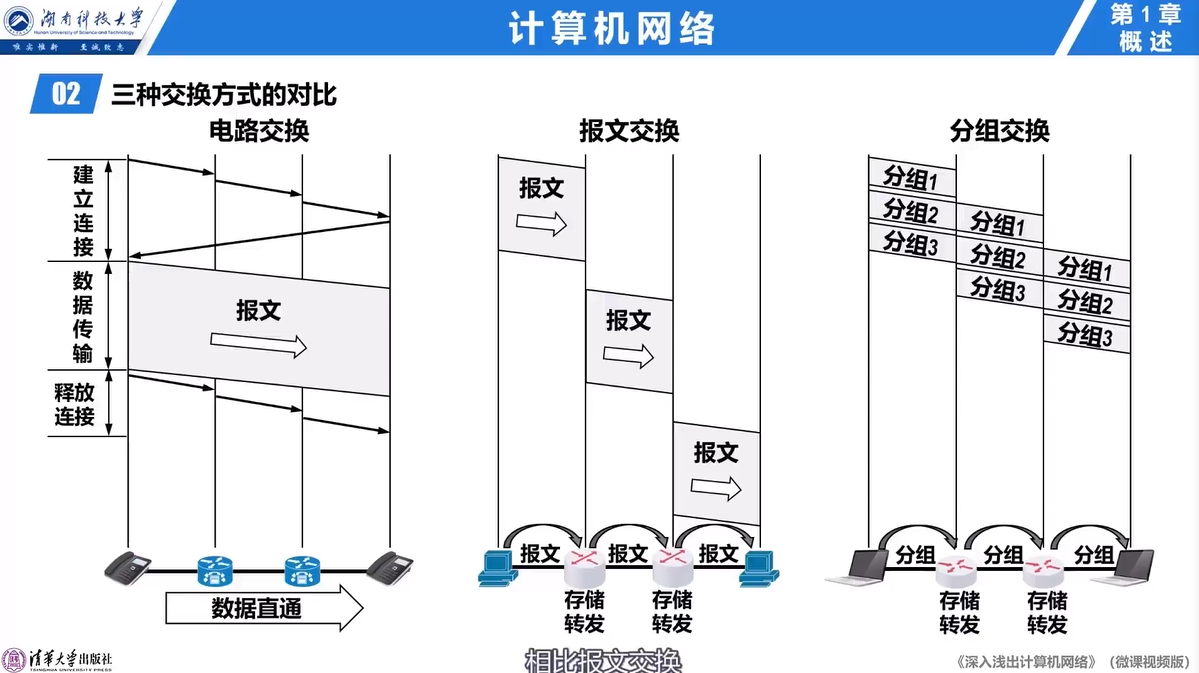 湖南科技大学
Hunan University of Science and Technology
唯实惟新 至诚致志
计算机网络
第1章
概述
02
三种交换方式的对比
电路交换
建立连接
数据传输
释放连接
报文
数据直通
报文交换
报文
报文
报文
报文
报文
报文
存储转发
存储转发
分组交换
分组1
分组2
分组3
分组1
分组2
分组3
分组1
分组2
分组3
分组
分组
分组
存储转发
存储转发
清华大学出版社
TSINGHUA UNIVERSITY PRESS
相比报文交换
《深入浅出计算机网络》（微课视频版）